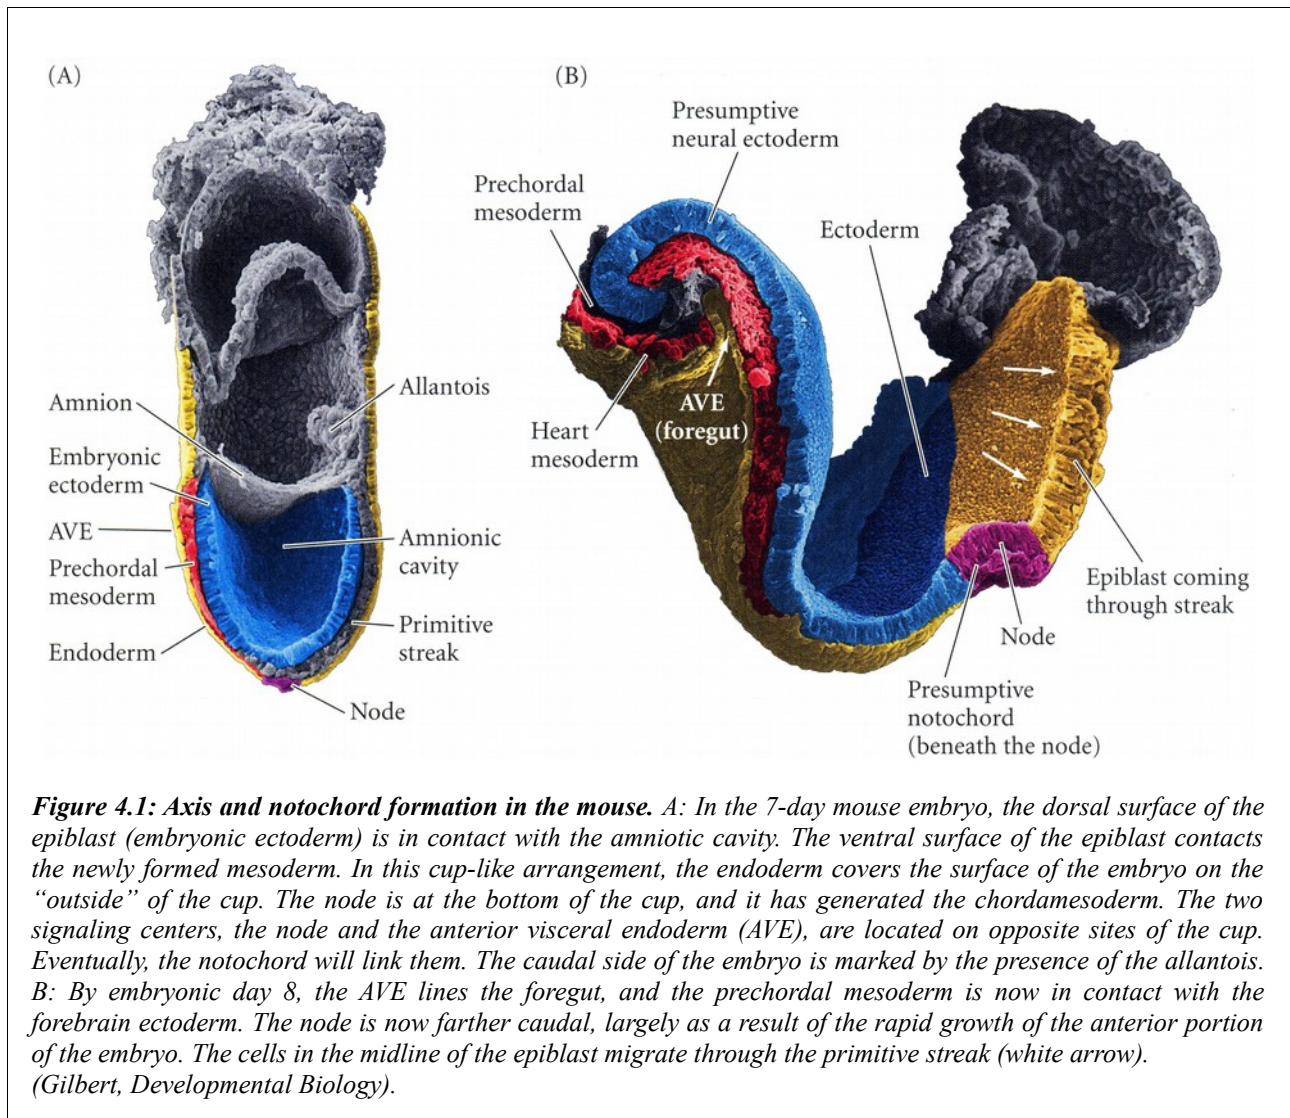 (A)
Amnion
Embryonic
ectoderm
AVE
Prechordal
mesoderm
Endoderm
Allantois
Amnionic
cavity
Primitive
streak
Node
(B)
Presumptive
neural ectoderm
Prechordal
mesoderm
Ectoderm
Heart
mesoderm
AVE
(foregut)
Epiblast coming
through streak
Node
Presumptive
notochord
(beneath the node)
Figure 4.1: Axis and notochord formation in the mouse. A: In the 7-day mouse embryo, the dorsal surface of the
epiblast (embryonic ectoderm) is in contact with the amniotic cavity. The ventral surface of the epiblast contacts
the newly formed mesoderm. In this cup-like arrangement, the endoderm covers the surface of the embryo on the
“outside” of the cup. The node is at the bottom of the cup, and it has generated the chordamesoderm. The two
signaling centers, the node and the anterior visceral endoderm (AVE), are located on opposite sites of the cup.
Eventually, the notochord will link them. The caudal side of the embryo is marked by the presence of the allantois.
B: By embryonic day 8, the AVE lines the foregut, and the prechordal mesoderm is now in contact with the
forebrain ectoderm. The node is now farther caudal, largely as a result of the rapid growth of the anterior portion
of the embryo. The cells in the midline of the epiblast migrate through the primitive streak (white arrow).
(Gilbert, Developmental Biology).